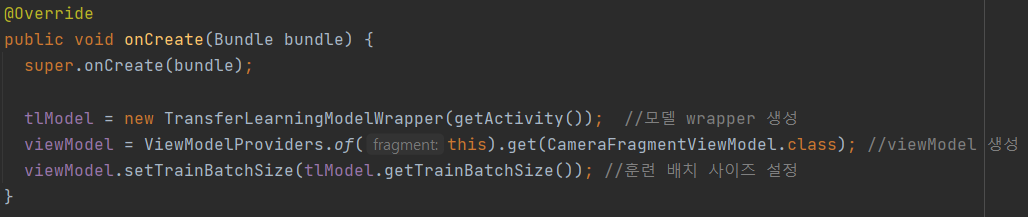 @Override
public void onCreate(Bundle bundle) {
super.onCreate(bundle);
tlModel = new TransferLearningModelWrapper(getActivity()); //모델 wrapper 생성
viewModel = ViewModelProviders.of( fragment: this).get(CameraFragmentViewModel.class); //viewModel 생성
viewModel.setTrainBatchSize(tlModel.getTrainBatchSize()); //훈련 배치 사이즈 설정
}